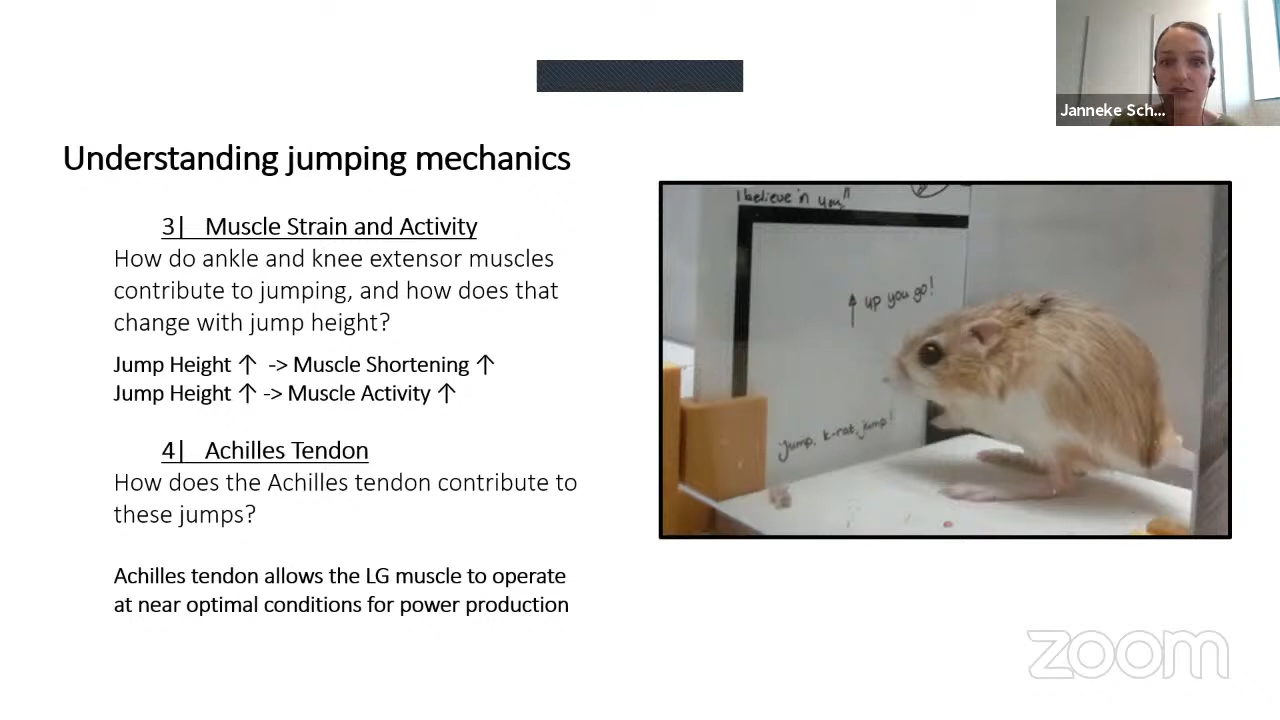 Janneke Sch...
Understanding jumping mechanics
3| Muscle Strain and Activity
How do ankle and knee extensor muscles
contribute to jumping, and how does that
change with jump height?
Jump Height ↑ -> Muscle Shortening ↑
Jump Height ↑ -> Muscle Activity ↑
4| Achilles Tendon
How does the Achilles tendon contribute to
these jumps?
Achilles tendon allows the LG muscle to operate
at near optimal conditions for power production
I believe in you"
↑ up you go!
Jump, k-rat, jump!
zoom